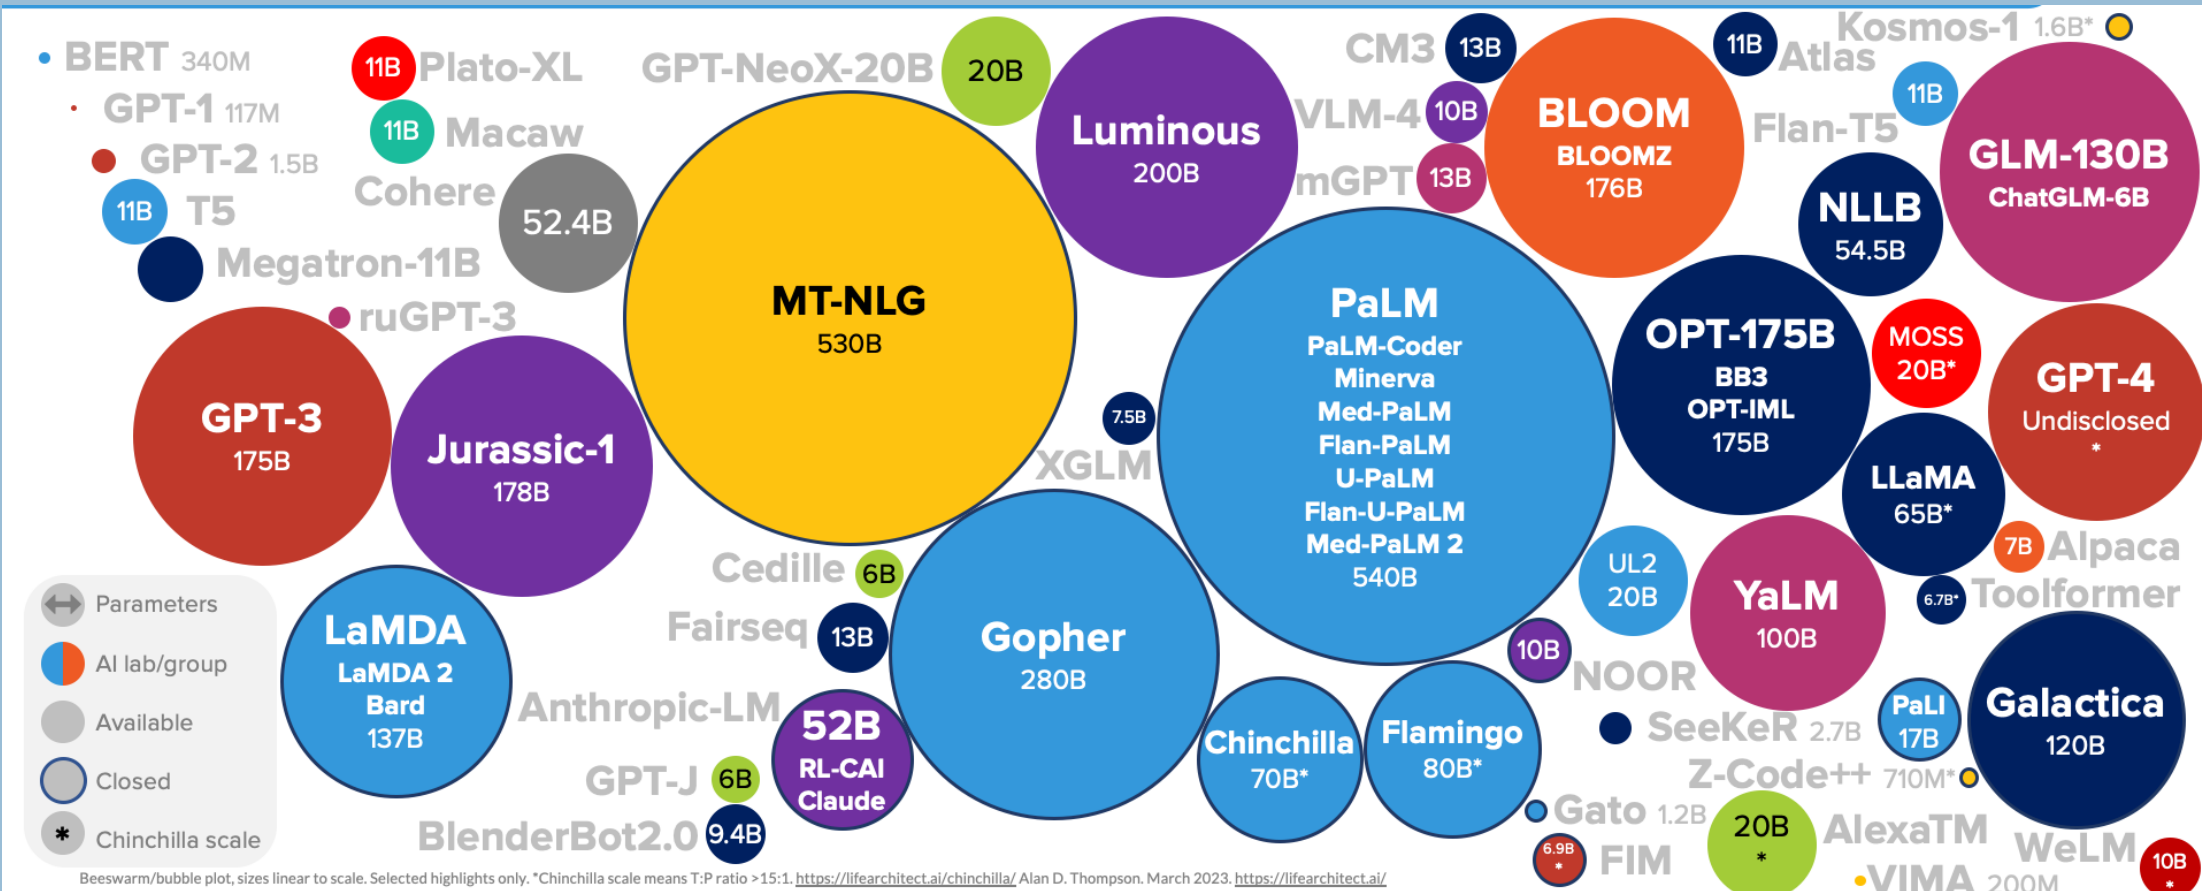 BERT 340M
GPT-1 117M
GPT-2 1.5B
11B T5
Megatron-11B
ruGPT-3
11B Plato-XL
11B Macaw
Cohere
52.4B
GPT-3
175B
Jurassic-1
178B
GPT-NeoX-20B
20B
MT-NLG
530B
Luminous
200B
CM3 13B
VLM-4 10B
mGPT 13B
BLOOM
BLOOMZ
176B
11B Atlas
Kosmos-1 1.6B*
Flan-T5 11B
GLM-130B
ChatGLM-6B
NLLB
54.5B
PaLM
PaLM-Coder
Minerva
Med-PaLM
Flan-PaLM
U-PaLM
Flan-U-PaLM
Med-PaLM 2
540B
7.5B
XGLM
OPT-175B
BB3
OPT-IML
175B
MOSS
20B*
GPT-4
Undisclosed
*
LLaMA
65B*
7B Alpaca
6.7B* Toolformer
UL2
20B
YaLM
100B
LaMDA
LaMDA 2
Bard
137B
Cedille 6B
Fairseq 13B
Anthropic-LM
52B
RL-CAI
Claude
GPT-J 6B
BlenderBot2.0 9.4B
Gopher
280B
Chinchilla
70B*
Flamingo
80B*
10B
NOOR
SeeKeR 2.7B
PaLI
17B
Galactica
120B
Z-Code++ 710M*
Gato 1.2B
6.9B
*
FIM
20B
*
AlexaTM
WeLM
10B
*
VIMA 200M
Parameters
AI lab/group
Available
Closed
* Chinchilla scale
Beeswarm/bubble plot, sizes linear to scale. Selected highlights only. *Chinchilla scale means T:P ratio >15:1. https://lifearchitect.ai/chinchilla/ Alan D. Thompson. March 2023. https://lifearchitect.ai/